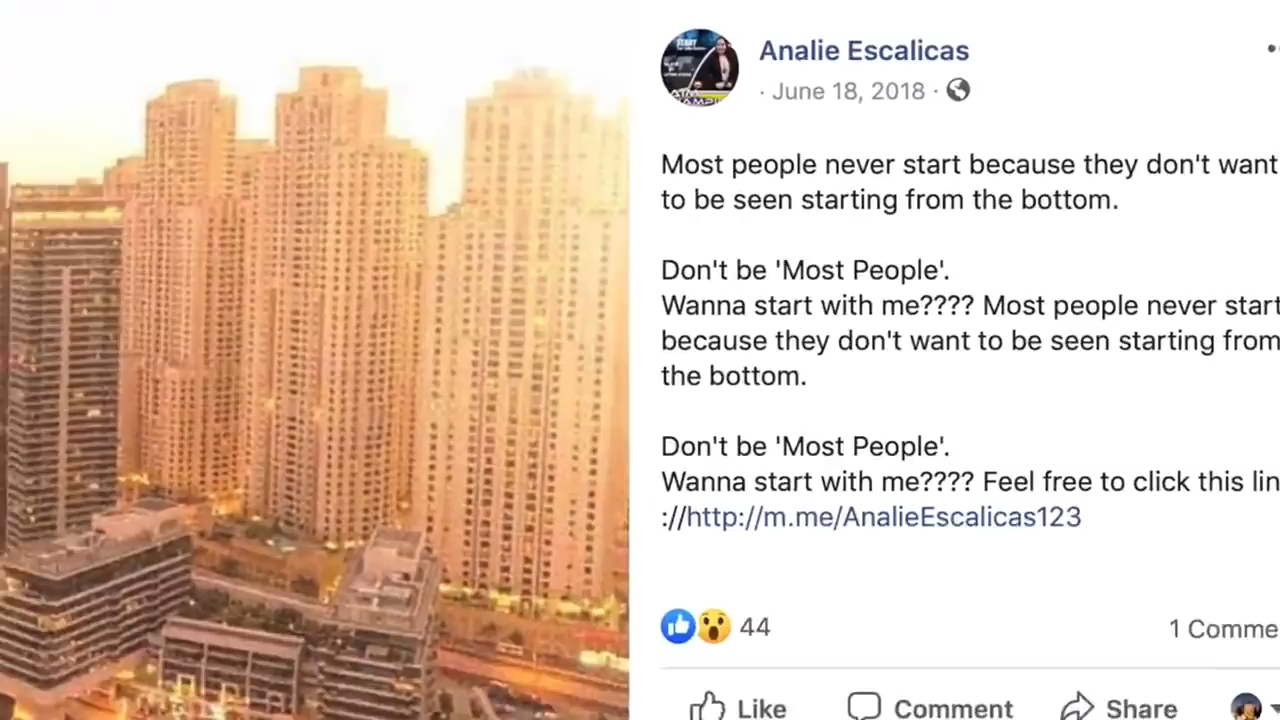 Analie Escalicas
· June 18, 2018 ·
Most people never start because they don't want
to be seen starting from the bottom.
Don't be 'Most People'.
Wanna start with me???? Most people never start
because they don't want to be seen starting from
the bottom.
Don't be 'Most People'.
Wanna start with me???? Feel free to click this lin
://http://m.me/AnalieEscalicas123
44
1 Comme
Like
Comment
Share